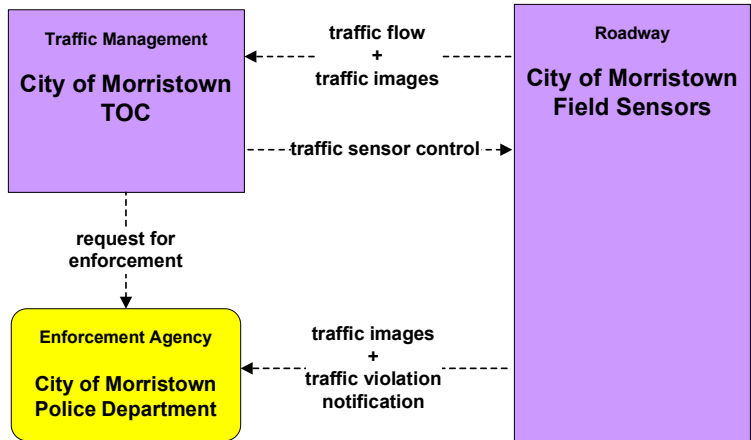 Traffic Management
City of Morristown
TOC
traffic flow
+
traffic images
Roadway
City of Morristown
Field Sensors
traffic sensor control
request for
enforcement
Enforcement Agency
City of Morristown
Police Department
traffic images
+
traffic violation
notification